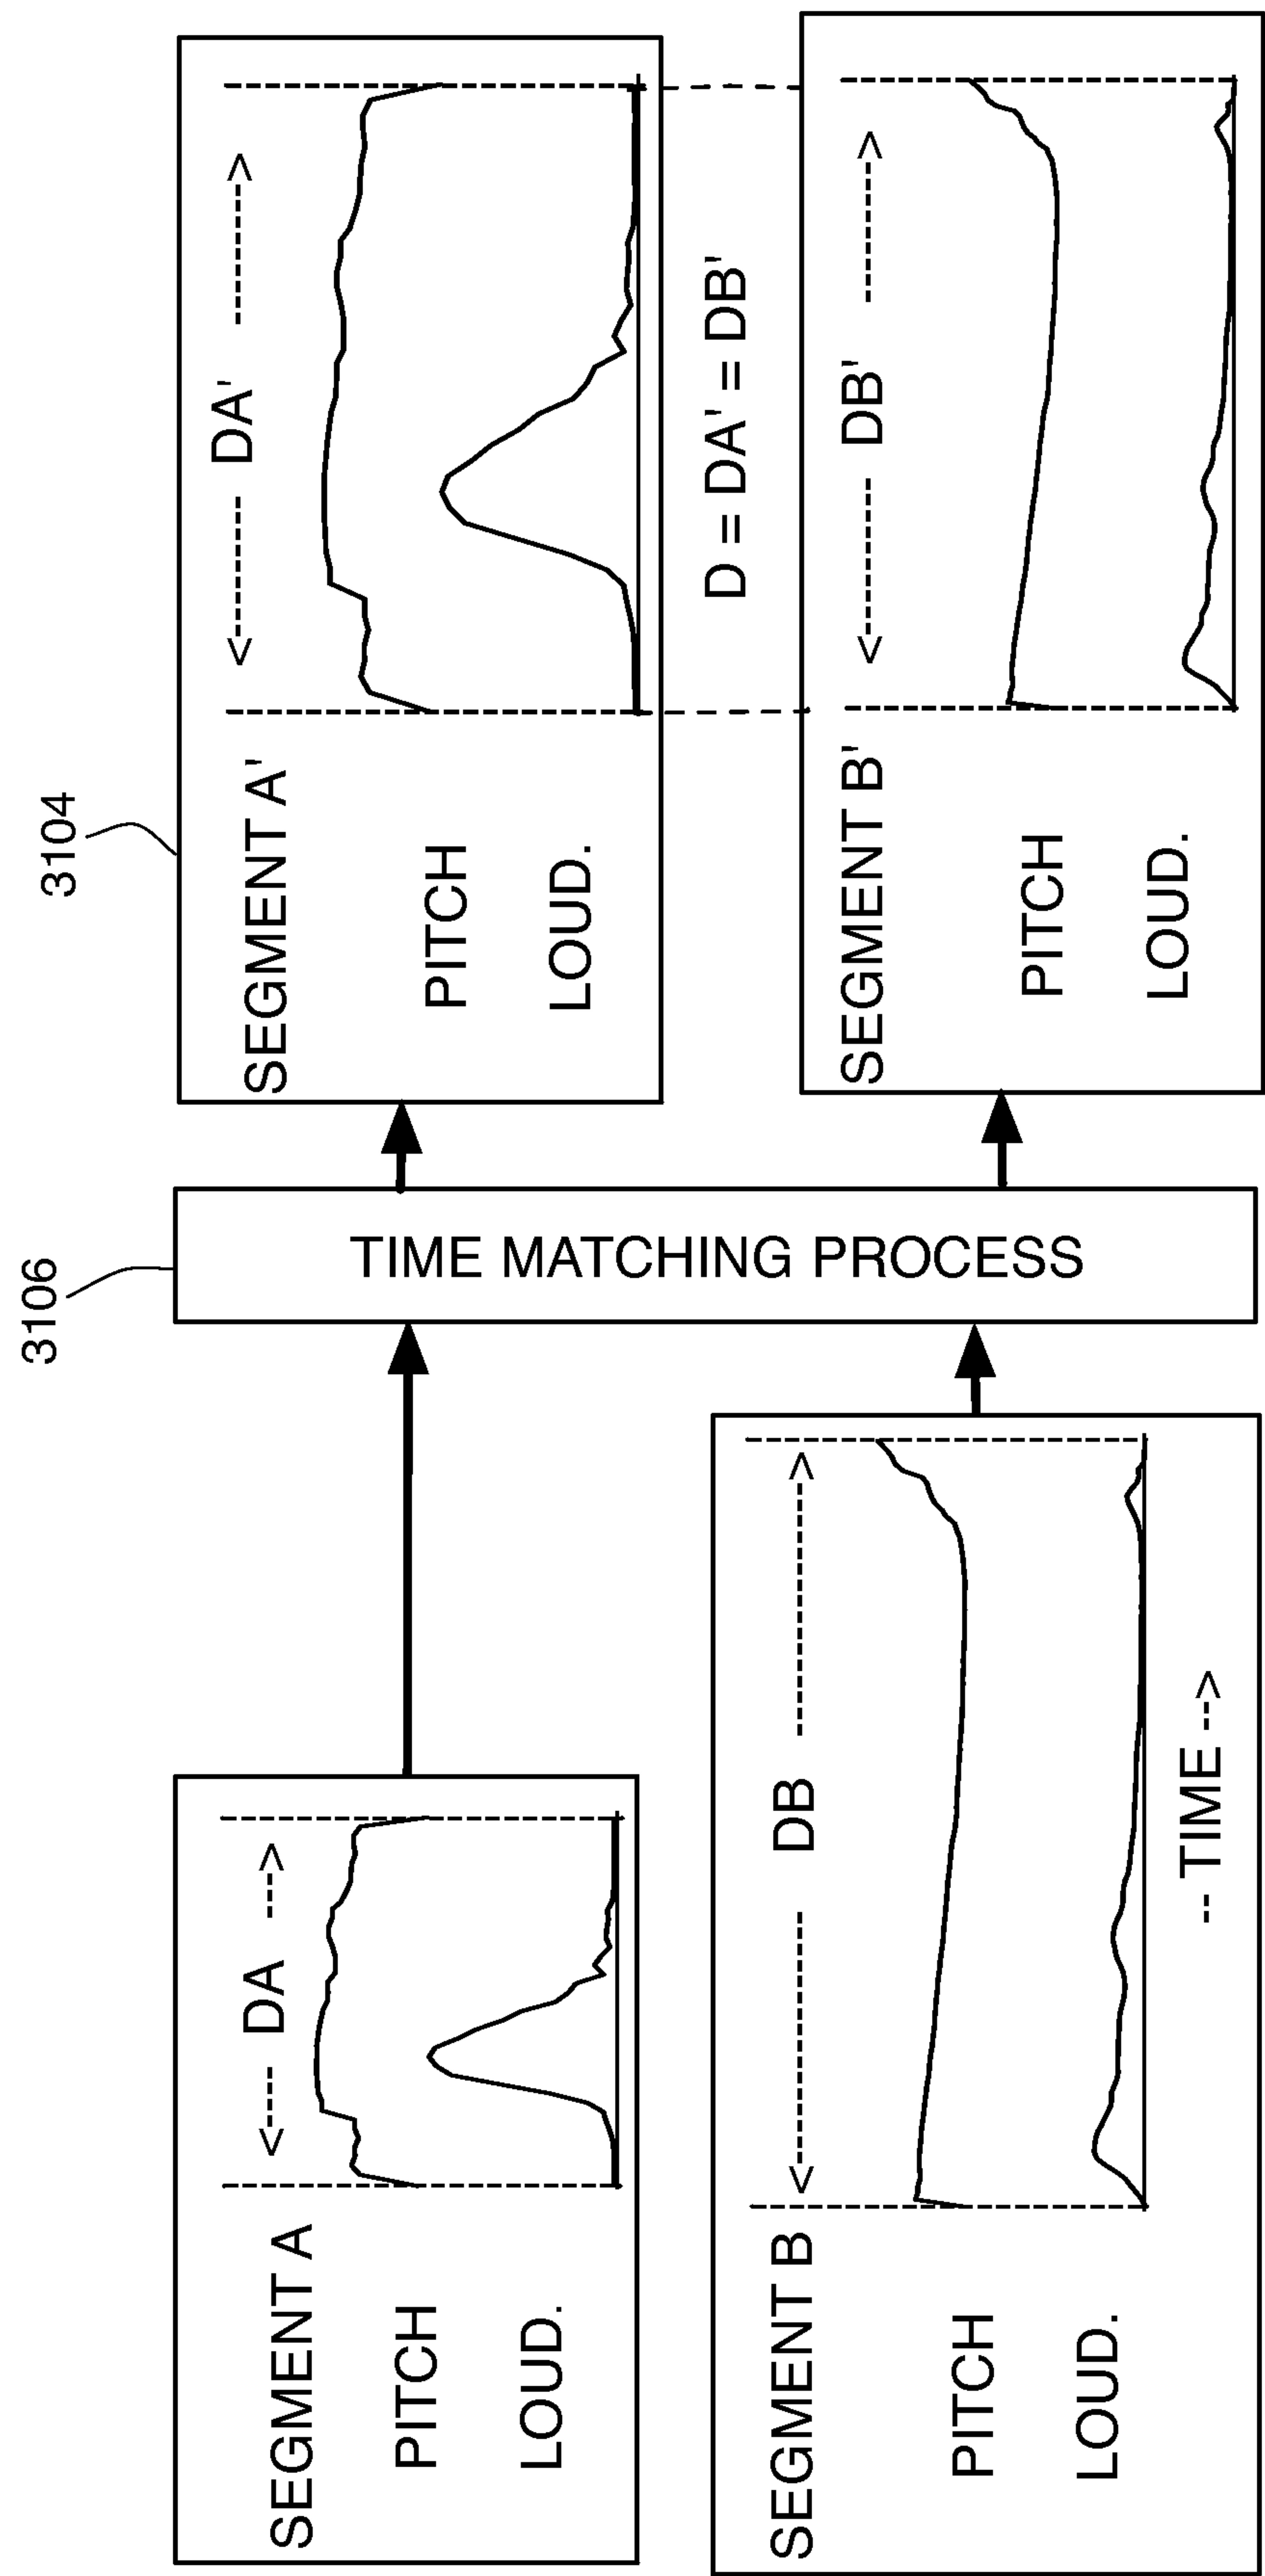 SEGMENT A
<--- DA --->
PITCH
LOUD.
SEGMENT B
<-------- DB -------->
PITCH
LOUD.
-- TIME -->
3106
TIME MATCHING PROCESS
3104
SEGMENT A'
<----- DA' ----->
PITCH
LOUD.
D = DA' = DB'
SEGMENT B'
<------ DB' ------>
PITCH
LOUD.